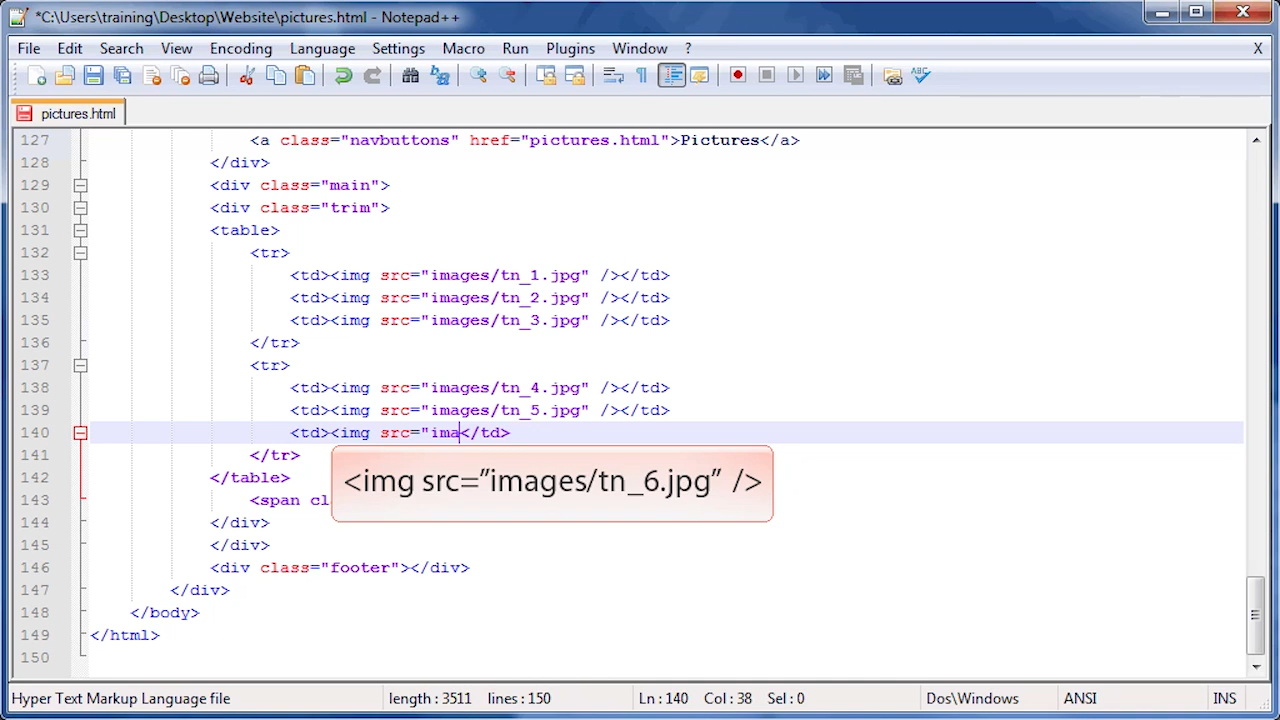 *C:\Users\training\Desktop\Website\pictures.html - Notepad++
File Edit Search View Encoding Language Settings Macro Run Plugins Window ? X
ABC
pictures.html
127 <a class="navbuttons" href="pictures.html">Pictures</a>
128 </div>
129 <div class="main">
130 <div class="trim">
131 <table>
132 <tr>
133 <td><img src="images/tn_1.jpg" /></td>
134 <td><img src="images/tn_2.jpg" /></td>
135 <td><img src="images/tn_3.jpg" /></td>
136 </tr>
137 <tr>
138 <td><img src="images/tn_4.jpg" /></td>
139 <td><img src="images/tn_5.jpg" /></td>
140 <td><img src="ima</td>
141 </tr>
142 </table>
<img src=”images/tn_6.jpg” />
143 <span cl
144 </div>
145 </div>
146 <div class="footer"></div>
147 </div>
148 </body>
149 </html>
150
Hyper Text Markup Language file length : 3511 lines : 150 Ln : 140 Col : 38 Sel : 0 Dos\Windows ANSI INS